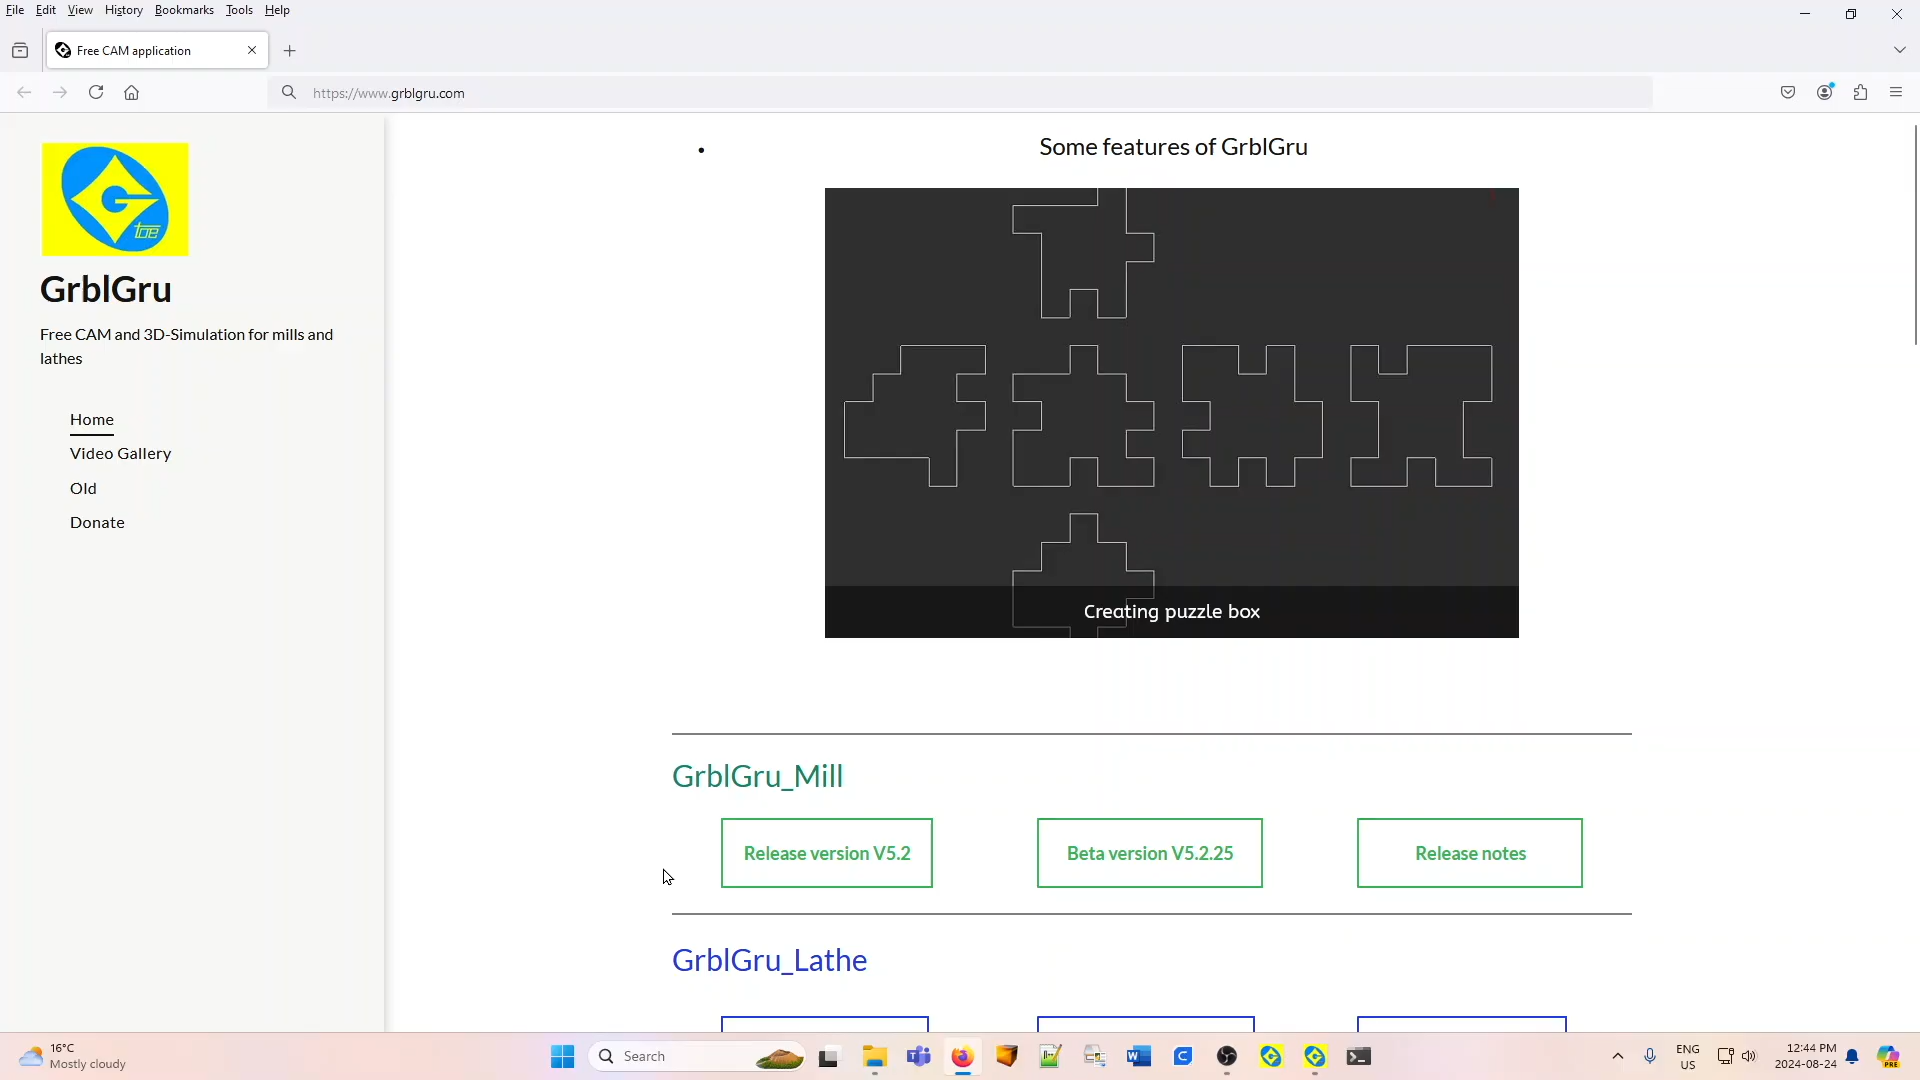 File Edit View History Bookmarks Tools Help
Free CAM application
https://www.grblgru.com
toe
GrblGru
Free CAM and 3D-Simulation for mills and
lathes
Home
Video Gallery
Old
Donate
Some features of GrblGru
Creating puzzle box
GrblGru_Mill
Release version V5.2
Beta version V5.2.25
Release notes
GrblGru_Lathe
16°C
Mostly cloudy
Search
ENG
US
12:44 PM
2024-08-24
PRE